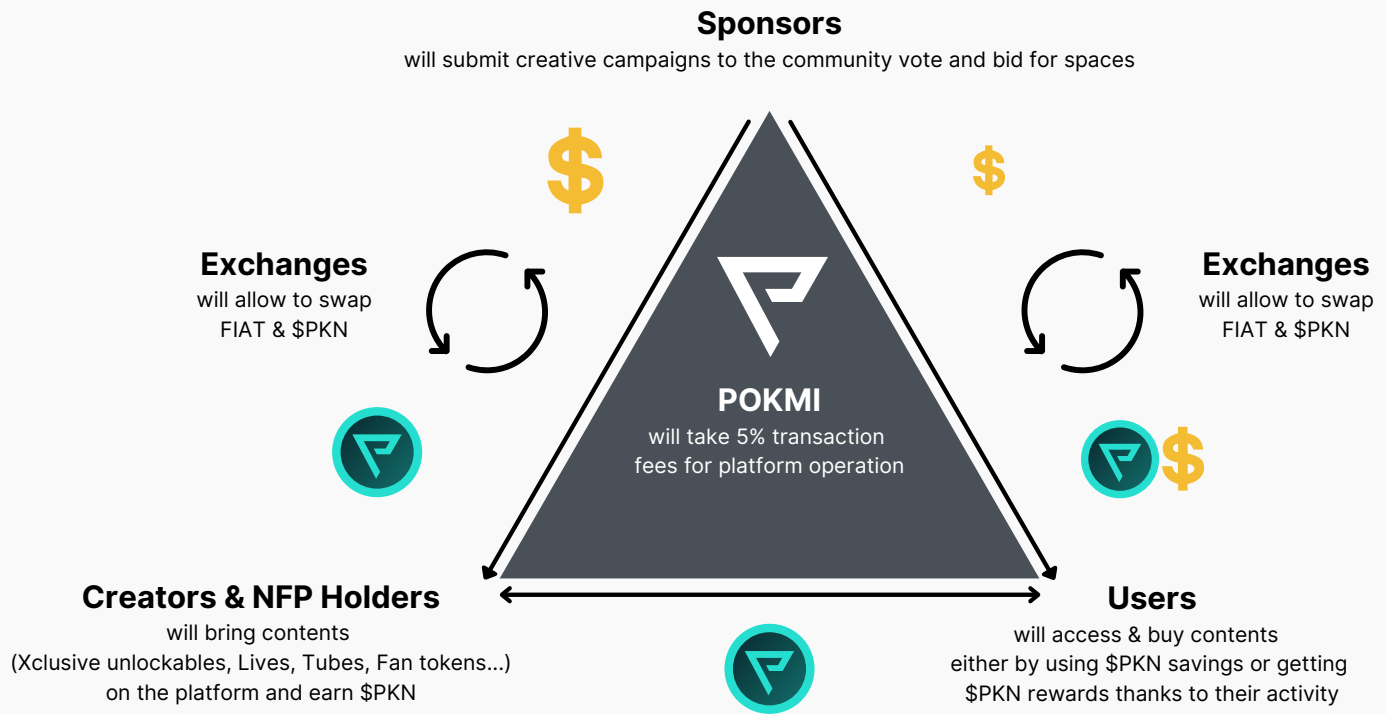 Sponsors
will submit creative campaigns to the community vote and bid for spaces
$
$
Exchanges
will allow to swap
FIAT & $PKN
Exchanges
will allow to swap
FIAT & $PKN
POKMI
will take 5% transaction
fees for platform operation
$
Creators & NFP Holders
will bring contents
(Xclusive unlockables, Lives, Tubes, Fan tokens...)
on the platform and earn $PKN
Users
will access & buy contents
either by using $PKN savings or getting
$PKN rewards thanks to their activity